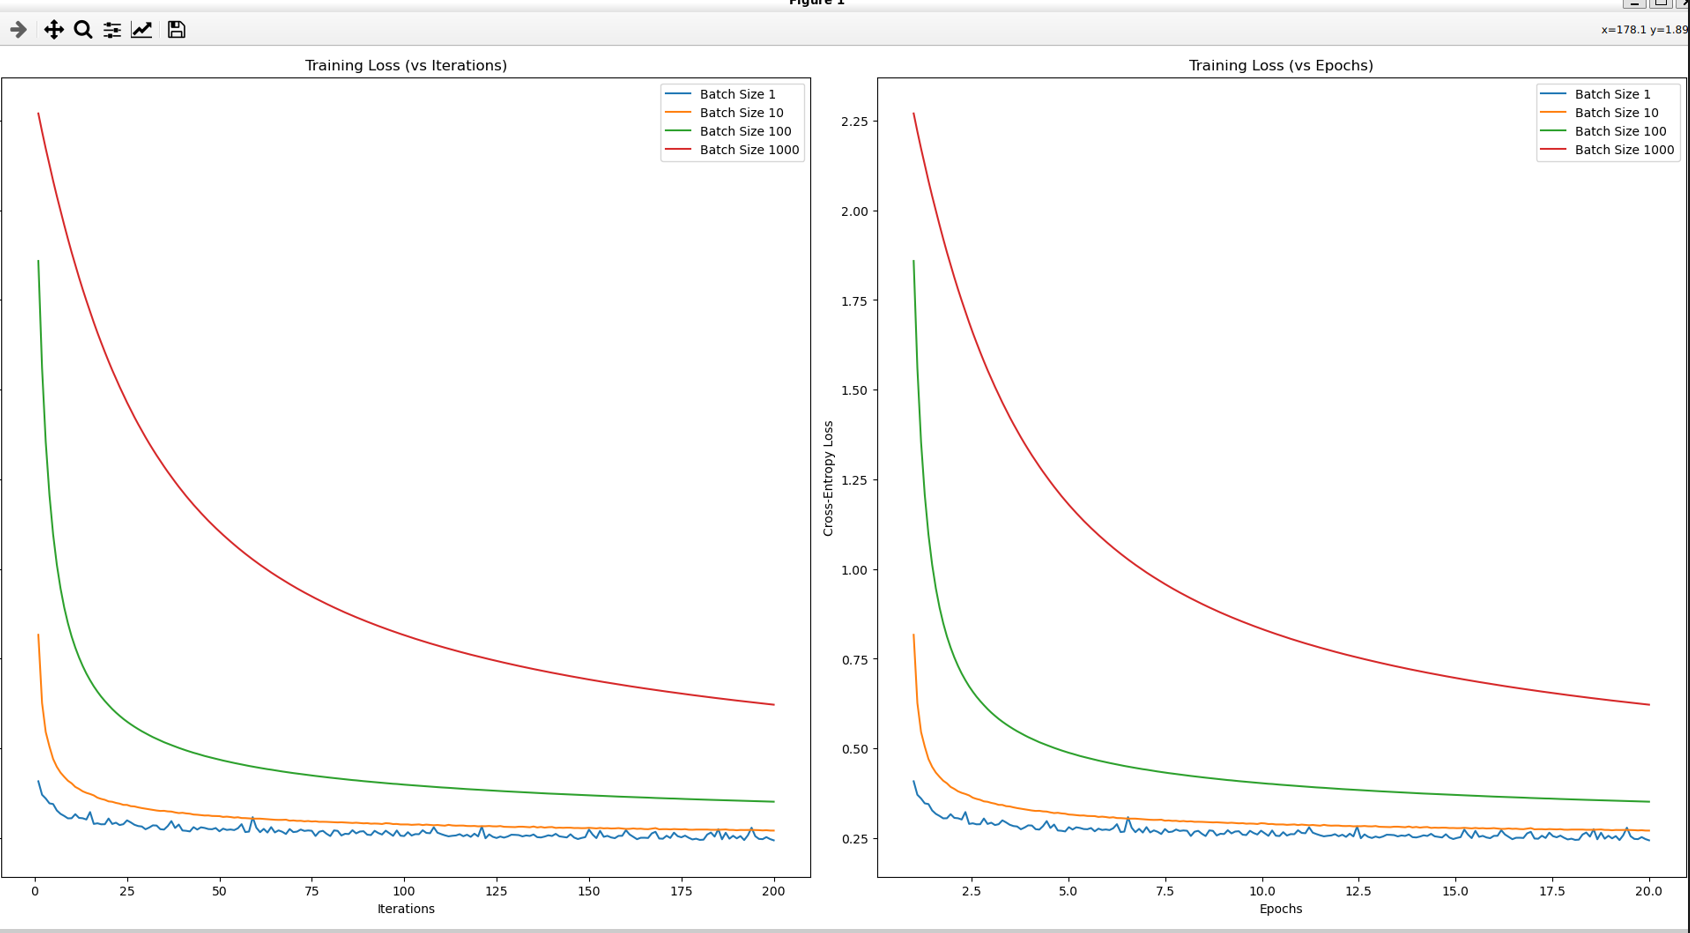 Figure 1
x=178.1 y=1.89
Training Loss (vs Iterations)
Batch Size 1
Batch Size 10
Batch Size 100
Batch Size 1000
0 25 50 75 100 125 150 175 200
Iterations
Training Loss (vs Epochs)
Batch Size 1
Batch Size 10
Batch Size 100
Batch Size 1000
2.25
2.00
1.75
1.50
1.25
1.00
0.75
0.50
0.25
Cross-Entropy Loss
2.5 5.0 7.5 10.0 12.5 15.0 17.5 20.0
Epochs